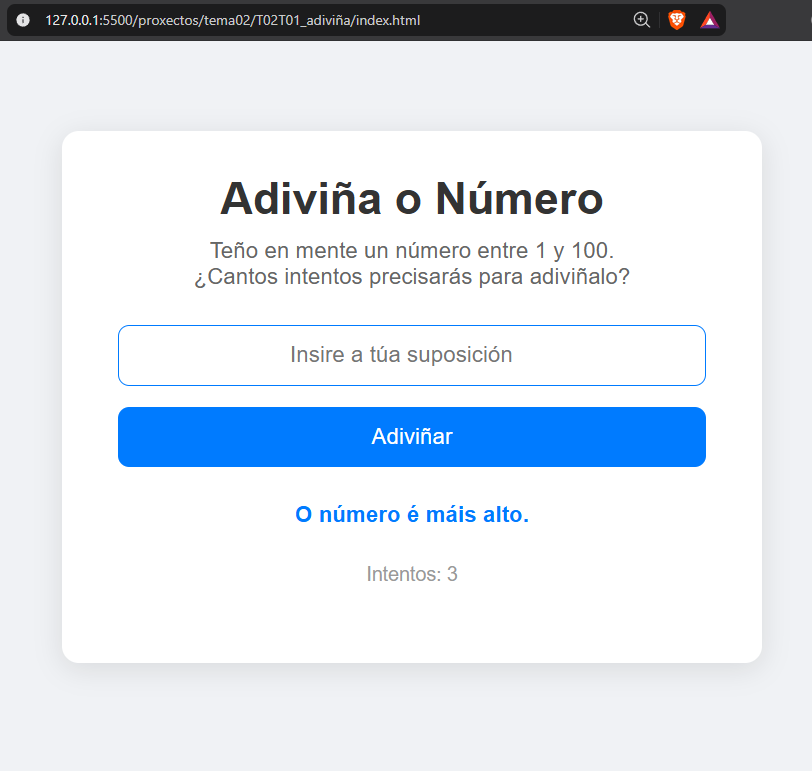 127.0.0.1:5500/proxectos/tema02/T02T01_adiviña/index.html
Adiviña o Número
Teño en mente un número entre 1 y 100.
¿Cantos intentos precisarás para adiviñalo?
Insire a túa suposición
Adiviñar
O número é máis alto.
Intentos: 3